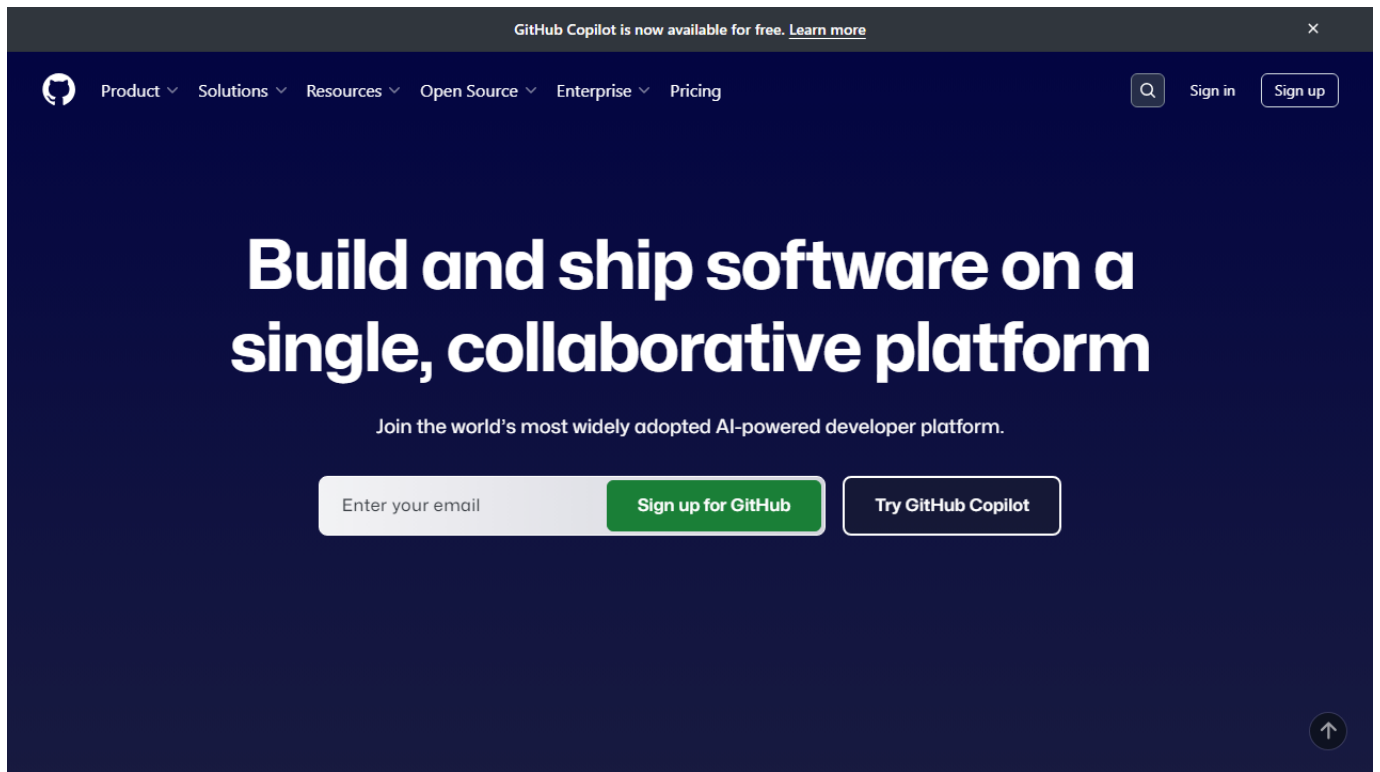 GitHub Copilot is now available for free. Learn more
Product Solutions Resources Open Source Enterprise Pricing Sign in Sign up
Build and ship software on a
single, collaborative platform
Join the world's most widely adopted AI-powered developer platform.
Enter your email Sign up for GitHub Try GitHub Copilot